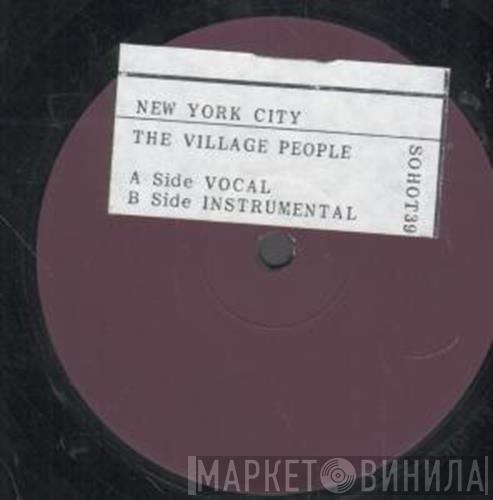 NEW YORK CITY
THE VILLAGE PEOPLE
A Side VOCAL
B Side INSTRUMENTAL
SOHOT39
МАРКЕТ ВИНИЛА